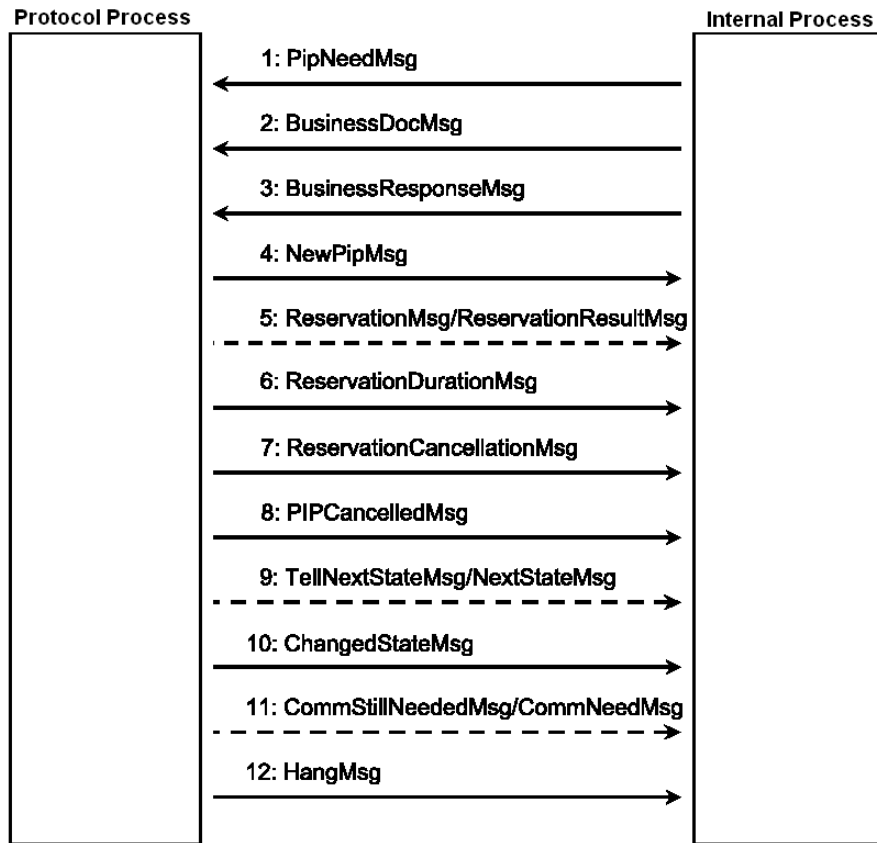 Protocol Process
Internal Process
1: PipNeedMsg
2: BusinessDocMsg
3: BusinessResponseMsg
4: NewPipMsg
5: ReservationMsg/ReservationResultMsg
6: ReservationDurationMsg
7: ReservationCancellationMsg
8: PIPCancelledMsg
9: TellNextStateMsg/NextStateMsg
10: ChangedStateMsg
11: CommStillNeededMsg/CommNeedMsg
12: HangMsg